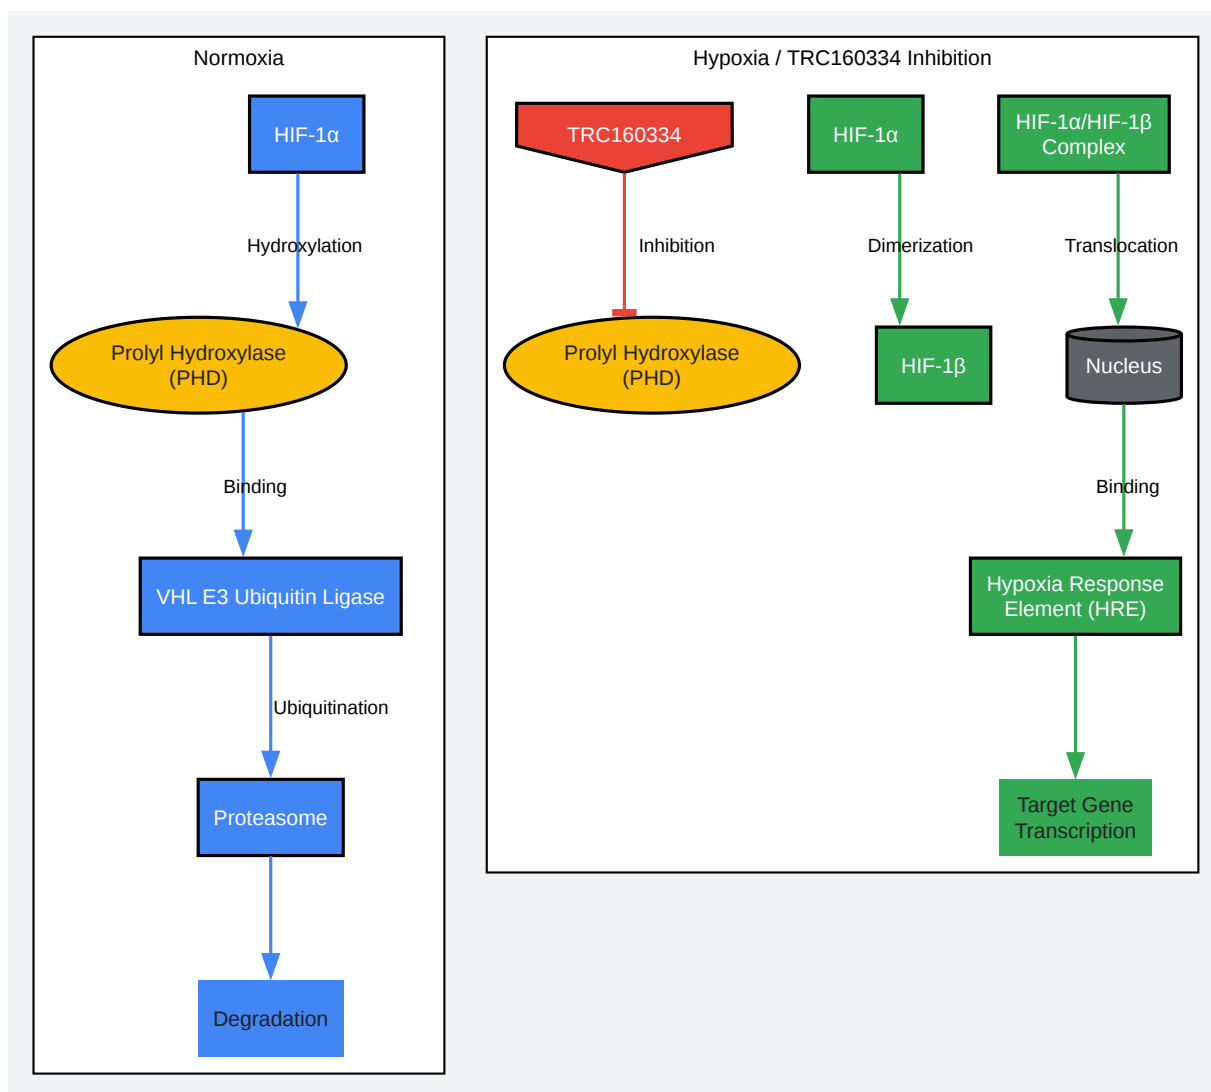 Normoxia
HIF-1α
Hydroxylation
Prolyl Hydroxylase
(PHD)
Binding
VHL E3 Ubiquitin Ligase
Ubiquitination
Proteasome
Degradation
Hypoxia / TRC160334 Inhibition
TRC160334
Inhibition
Prolyl Hydroxylase
(PHD)
HIF-1α
Dimerization
HIF-1β
HIF-1α/HIF-1β
Complex
Translocation
Nucleus
Binding
Hypoxia Response
Element (HRE)
Target Gene
Transcription